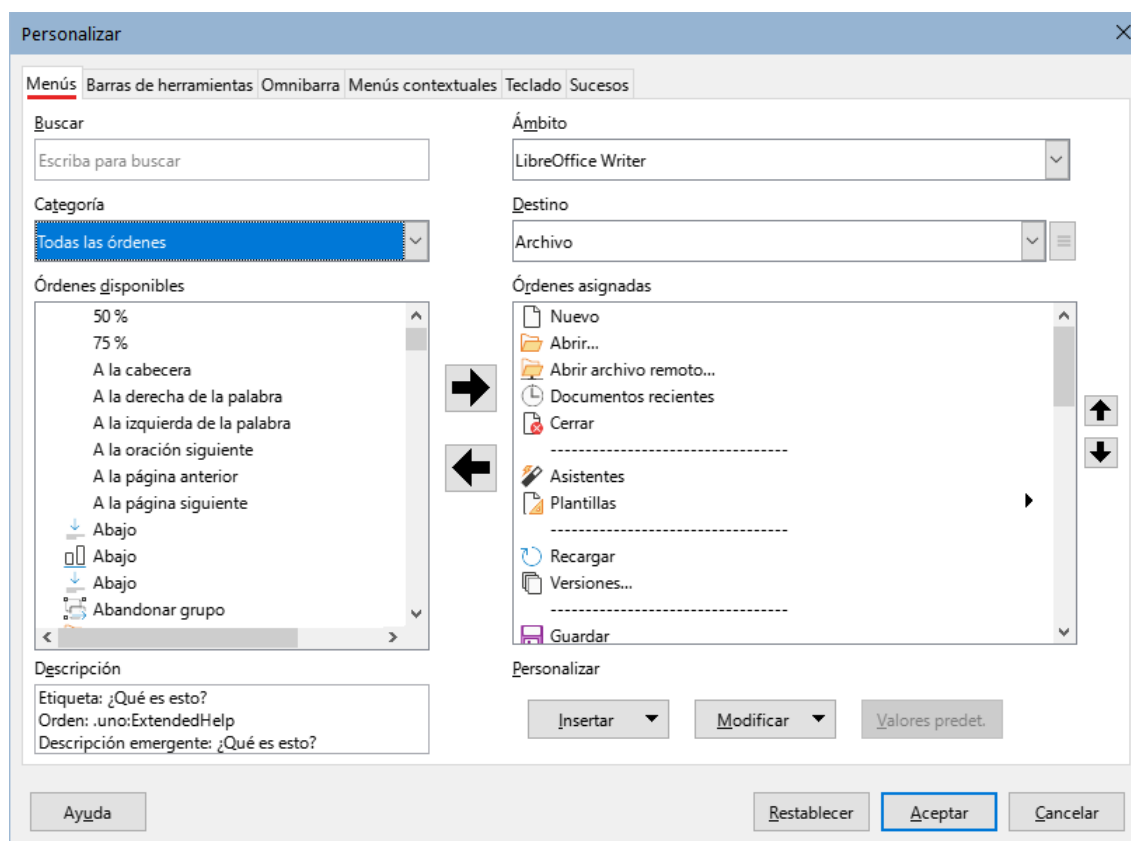 Personalizar
Menús Barras de herramientas Omnibarra Menús contextuales Teclado Sucesos
Buscar
Escriba para buscar
Categoría
Todas las órdenes
Órdenes disponibles
50 %
75 %
A la cabecera
A la derecha de la palabra
A la izquierda de la palabra
A la oración siguiente
A la página anterior
A la página siguiente
Abajo
Abajo
Abajo
Abandonar grupo
Descripción
Etiqueta: ¿Qué es esto?
Orden: .uno:ExtendedHelp
Descripción emergente: ¿Qué es esto?
Ámbito
LibreOffice Writer
Destino
Archivo
Órdenes asignadas
Nuevo
Abrir...
Abrir archivo remoto...
Documentos recientes
Cerrar
----------------------------------
Asistentes
Plantillas
----------------------------------
Recargar
Versiones...
----------------------------------
Guardar
Personalizar
Insertar Modificar Valores predet.
Ayuda Restablecer Aceptar Cancelar